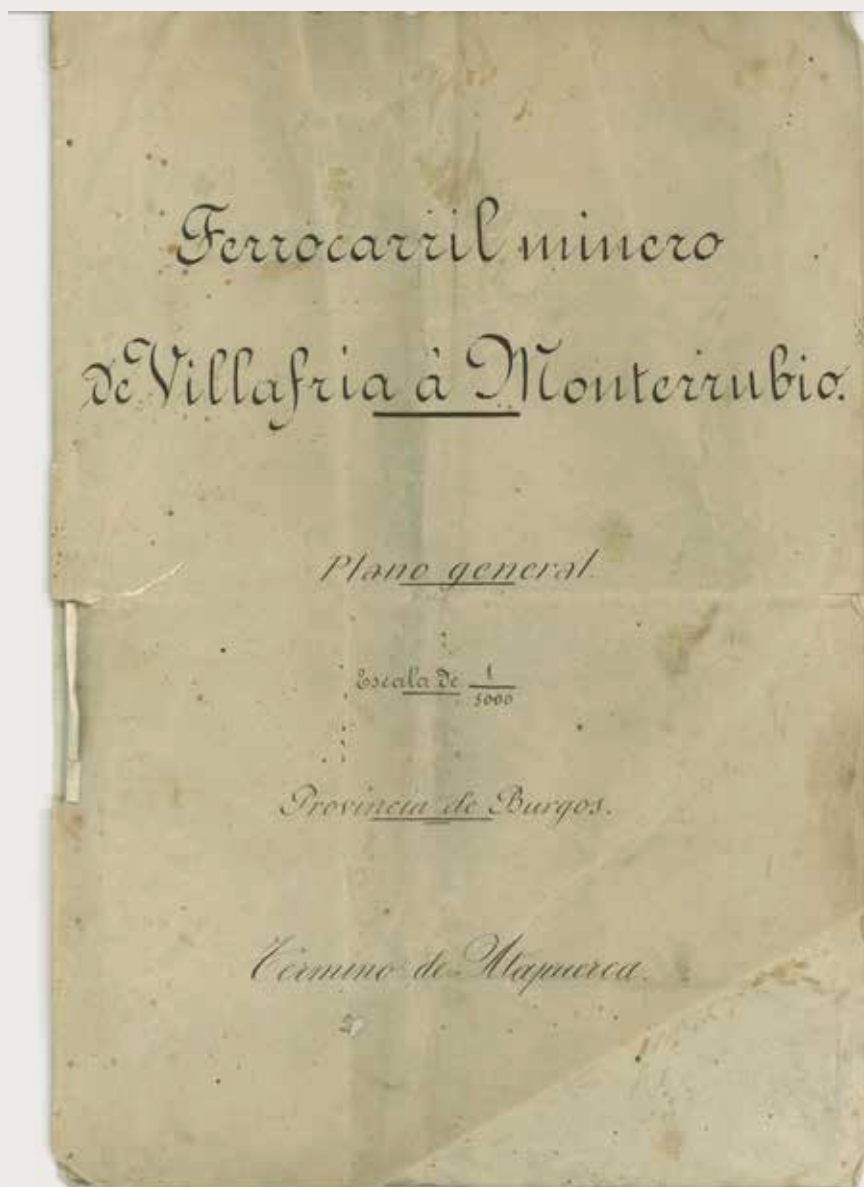 Ferrocarril minero
de Villafria à Monterrubio.
Plano general
Escala de 1/5000
Provincia de Burgos.
Término de Atapuerca.